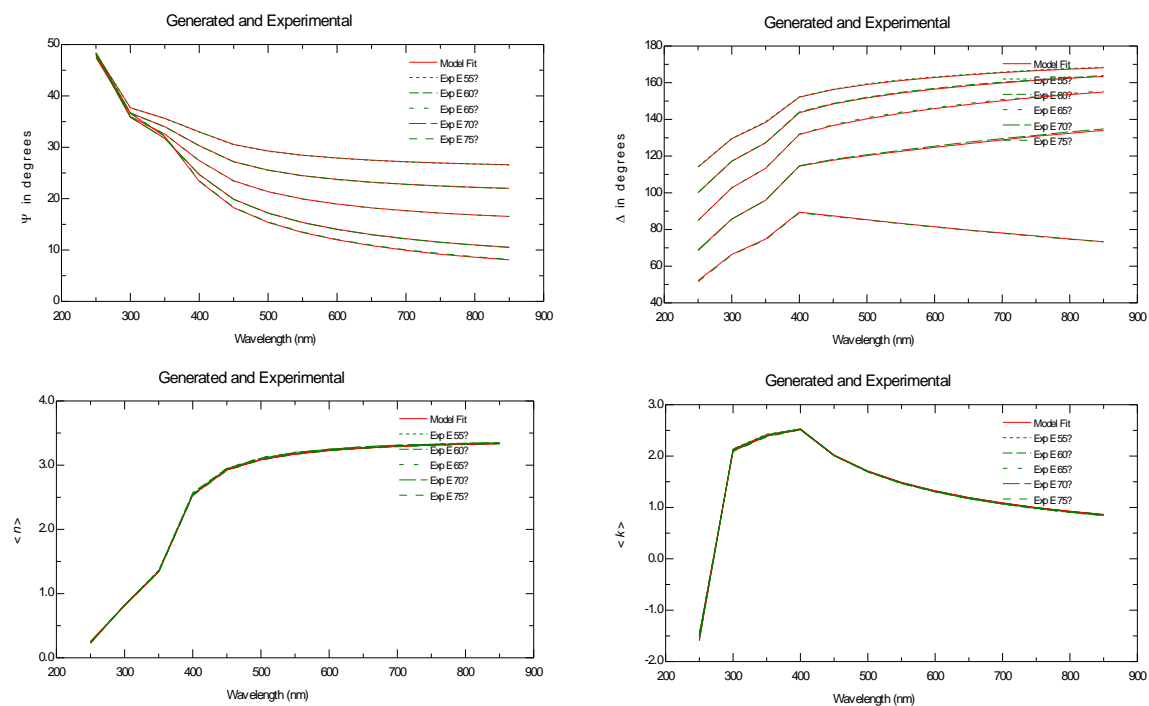 Generated and Experimental
Ψ in degrees
50
40
30
20
10
0
200 300 400 500 600 700 800 900
Wavelength (nm)
Model Fit
Exp E 55?
Exp E 60?
Exp E 65?
Exp E 70?
Exp E 75?
Generated and Experimental
Δ in degrees
180
160
140
120
100
80
60
40
200 300 400 500 600 700 800 900
Wavelength (nm)
Model Fit
Exp E 55?
Exp E 60?
Exp E 65?
Exp E 70?
Exp E 75?
Generated and Experimental
<n>
4.0
3.0
2.0
1.0
0.0
200 300 400 500 600 700 800 900
Wavelength (nm)
Model Fit
Exp E 55?
Exp E 60?
Exp E 65?
Exp E 70?
Exp E 75?
Generated and Experimental
<k>
3.0
2.0
1.0
0.0
-1.0
-2.0
200 300 400 500 600 700 800 900
Wavelength (nm)
Model Fit
Exp E 55?
Exp E 60?
Exp E 65?
Exp E 70?
Exp E 75?